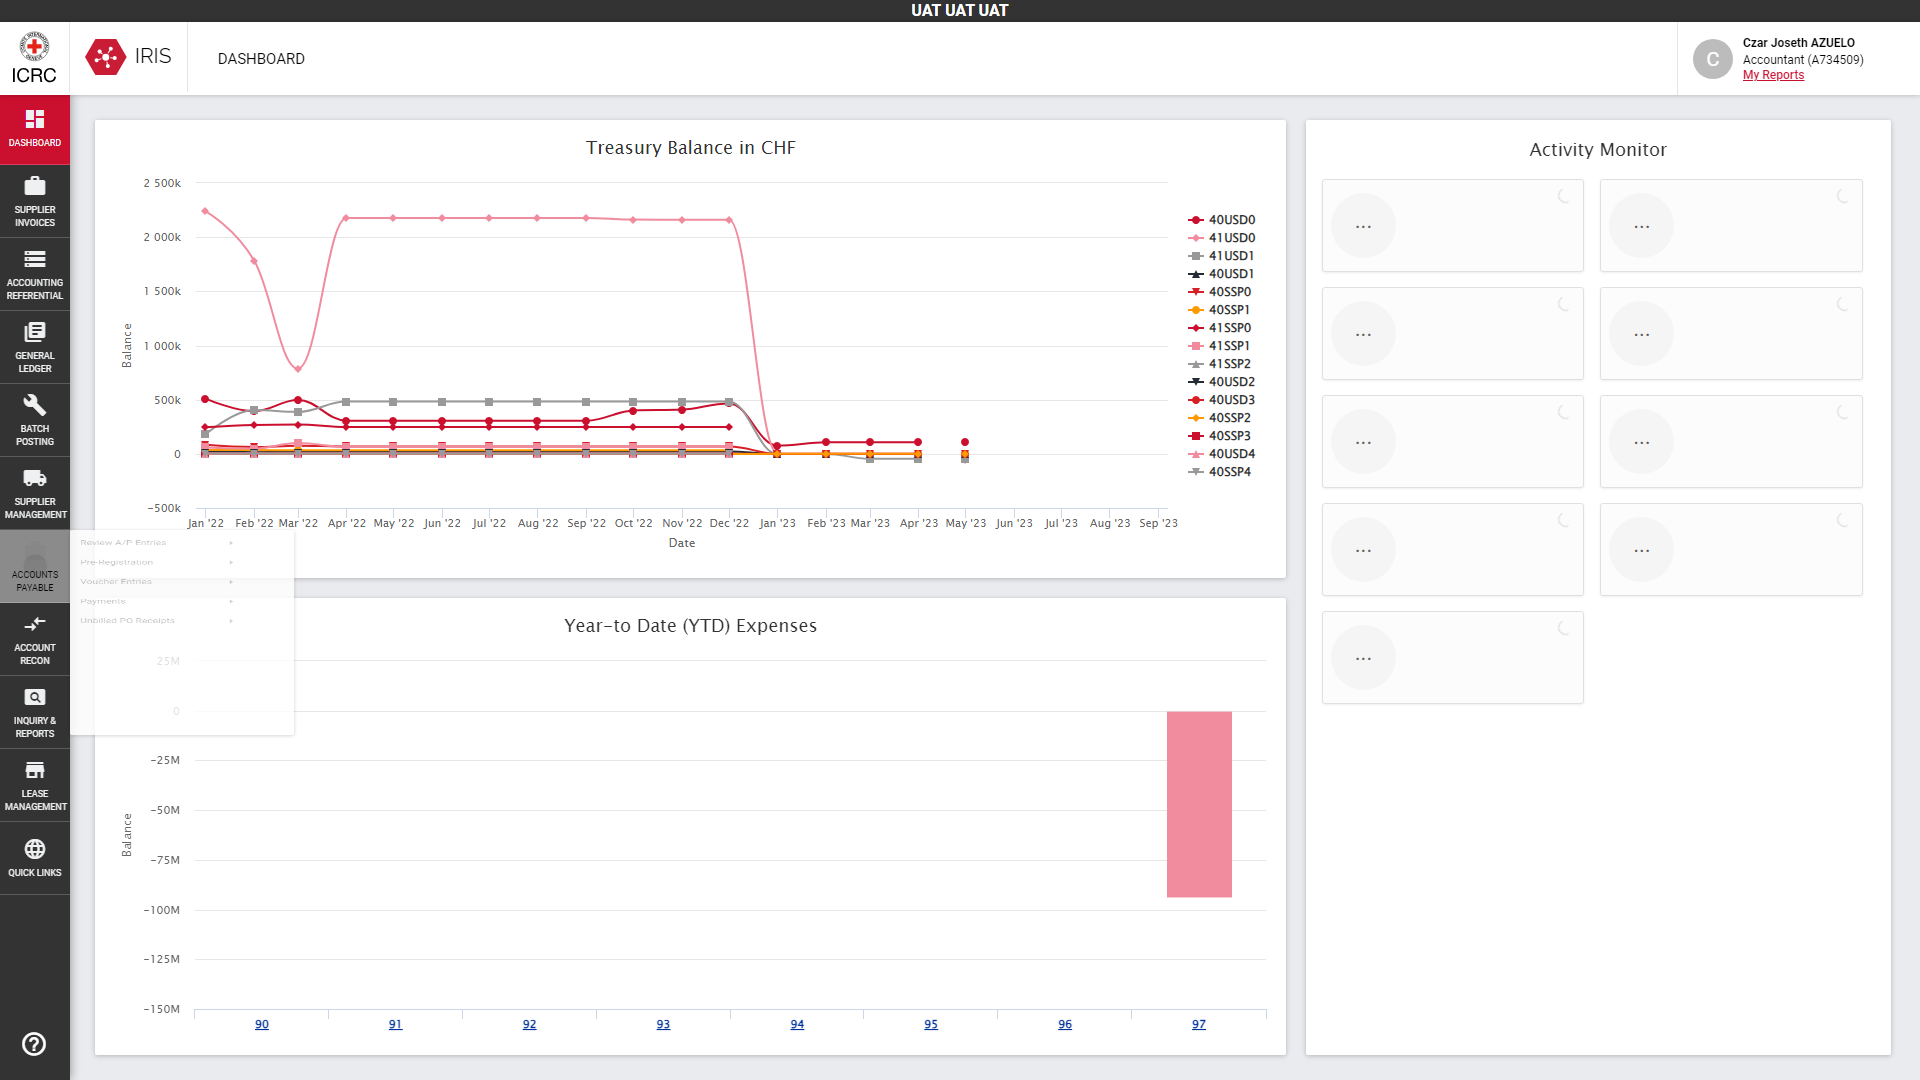 UAT UAT UAT
ICRC
IRIS
DASHBOARD
C
Czar Joseth AZUELO
Accountant (A734509)
My Reports
DASHBOARD
SUPPLIER
INVOICES
ACCOUNTING
REFERENTIAL
GENERAL
LEDGER
BATCH
POSTING
SUPPLIER
MANAGEMENT
ACCOUNTS
PAYABLE
ACCOUNT
RECON
INQUIRY &
REPORTS
LEASE
MANAGEMENT
QUICK LINKS
Review A/P Entries
Pre-Registration
Voucher Entries
Payments
Unbilled PO Receipts
Treasury Balance in CHF
2 500k
2 000k
1 500k
1 000k
500k
0
−500k
Balance
Jan '22 Feb '22 Mar '22 Apr '22 May '22 Jun '22 Jul '22 Aug '22 Sep '22 Oct '22 Nov '22 Dec '22 Jan '23 Feb '23 Mar '23 Apr '23 May '23 Jun '23 Jul '23 Aug '23 Sep '23
Date
40USD0
41USD0
41USD1
40USD1
40SSP0
40SSP1
41SSP0
41SSP1
41SSP2
40USD2
40USD3
40SSP2
40SSP3
40USD4
40SSP4
Year-to Date (YTD) Expenses
25M
0
−25M
−50M
−75M
−100M
−125M
−150M
Balance
90 91 92 93 94 95 96 97
Activity Monitor
... ...
... ...
... ...
... ...
...